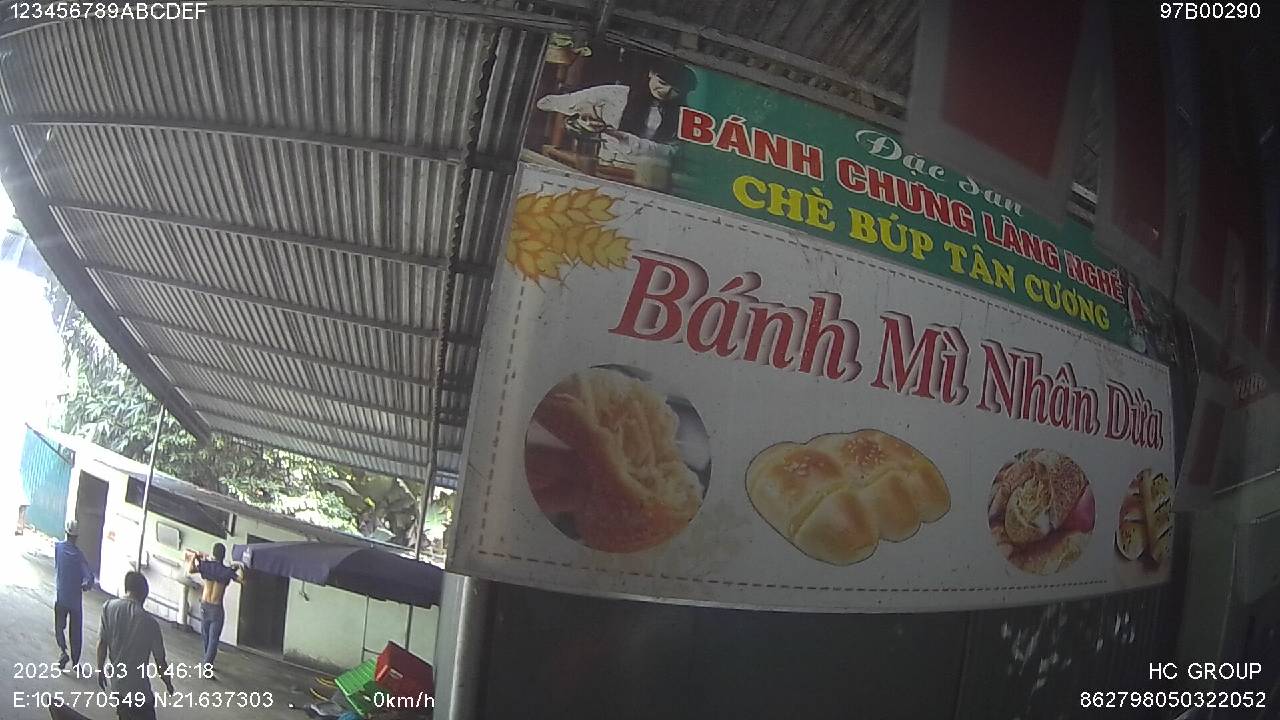 123456789ABCDEF
97B00290
Đặc Sản
BÁNH CHƯNG LÀNG NGHỀ
CHÈ BÚP TÂN CƯƠNG
Bánh Mì Nhân Dừa
2025-10-03 10:46:18
HC GROUP
E:105.770549 N:21.637303 . 0km/h
862798050322052